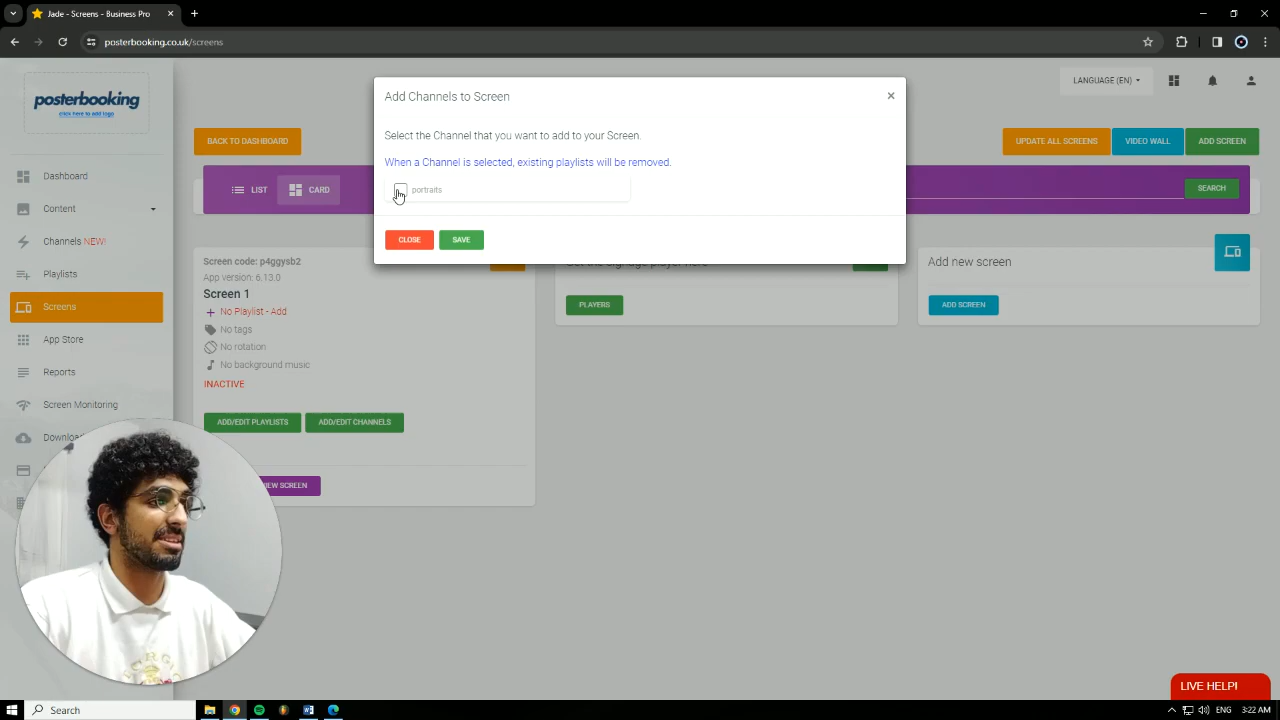 Jade - Screens - Business Pro
posterbooking.co.uk/screens
posterbooking
click here to add logo
LANGUAGE (EN)
Add Channels to Screen
Select the Channel that you want to add to your Screen.
When a Channel is selected, existing playlists will be removed.
portraits
CLOSE
SAVE
BACK TO DASHBOARD
UPDATE ALL SCREENS
VIDEO WALL
ADD SCREEN
LIST
CARD
SEARCH
Dashboard
Content
Channels NEW!
Playlists
Screens
App Store
Reports
Screen Monitoring
Screen code: p4ggysb2
App version: 6.13.0
Screen 1
No Playlist - Add
No tags
No rotation
No background music
INACTIVE
ADD/EDIT PLAYLISTS
ADD/EDIT CHANNELS
PLAYERS
Add new screen
ADD SCREEN
LIVE HELP!
Search
ENG
3:22 AM